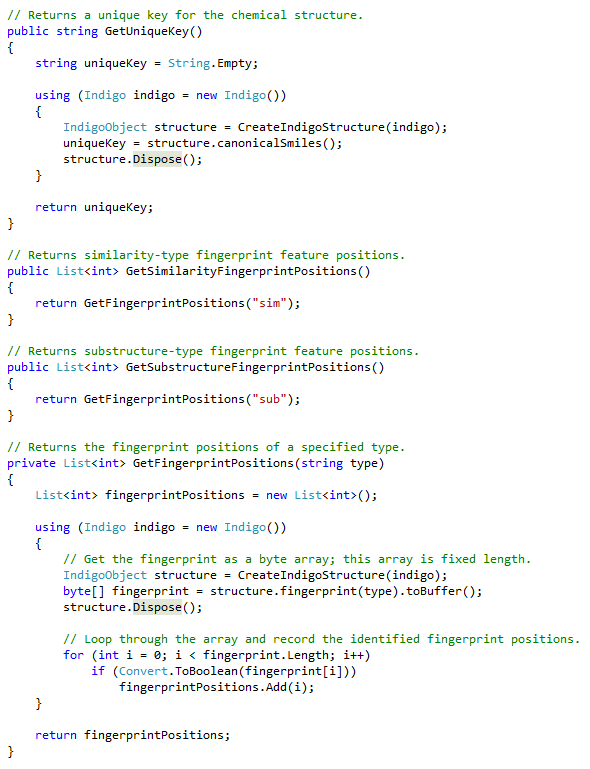 // Returns a unique key for the chemical structure.
public string GetUniqueKey()
{
    string uniqueKey = String.Empty;

    using (Indigo indigo = new Indigo())
    {
        IndigoObject structure = CreateIndigoStructure(indigo);
        uniqueKey = structure.canonicalSmiles();
        structure.Dispose();
    }

    return uniqueKey;
}

// Returns similarity-type fingerprint feature positions.
public List<int> GetSimilarityFingerprintPositions()
{
    return GetFingerprintPositions("sim");
}

// Returns substructure-type fingerprint feature positions.
public List<int> GetSubstructureFingerprintPositions()
{
    return GetFingerprintPositions("sub");
}

// Returns the fingerprint positions of a specified type.
private List<int> GetFingerprintPositions(string type)
{
    List<int> fingerprintPositions = new List<int>();

    using (Indigo indigo = new Indigo())
    {
        // Get the fingerprint as a byte array; this array is fixed length.
        IndigoObject structure = CreateIndigoStructure(indigo);
        byte[] fingerprint = structure.fingerprint(type).toBuffer();
        structure.Dispose();

        // Loop through the array and record the identified fingerprint positions.
        for (int i = 0; i < fingerprint.Length; i++)
            if (Convert.ToBoolean(fingerprint[i]))
                fingerprintPositions.Add(i);
    }

    return fingerprintPositions;
}